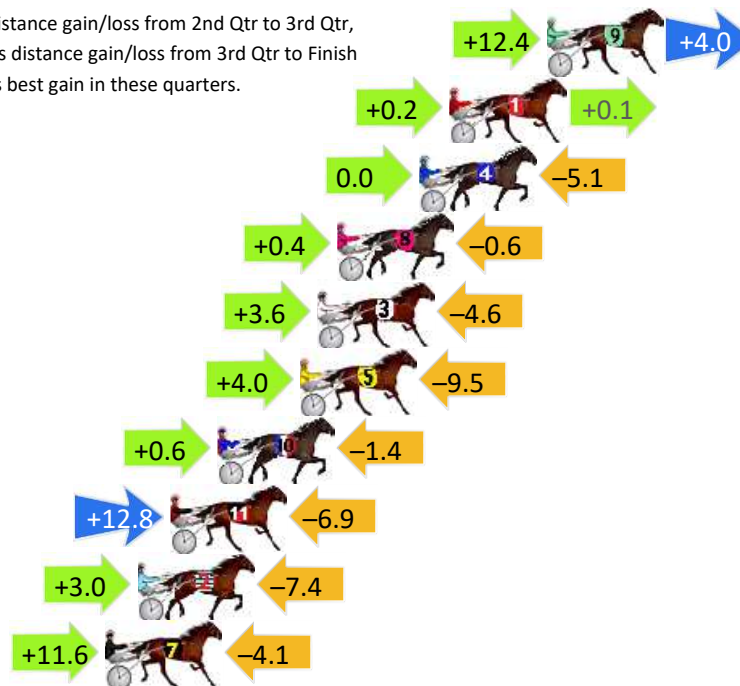 distance gain/loss from 2nd Qtr to 3rd Qtr,
s distance gain/loss from 3rd Qtr to Finish
s best gain in these quarters.
+12.4 9 +4.0
+0.2 1 +0.1
0.0 4 –5.1
+0.4 8 –0.6
+3.6 3 –4.6
+4.0 5 –9.5
+0.6 10 –1.4
+12.8 11 –6.9
+3.0 –7.4
+11.6 7 –4.1